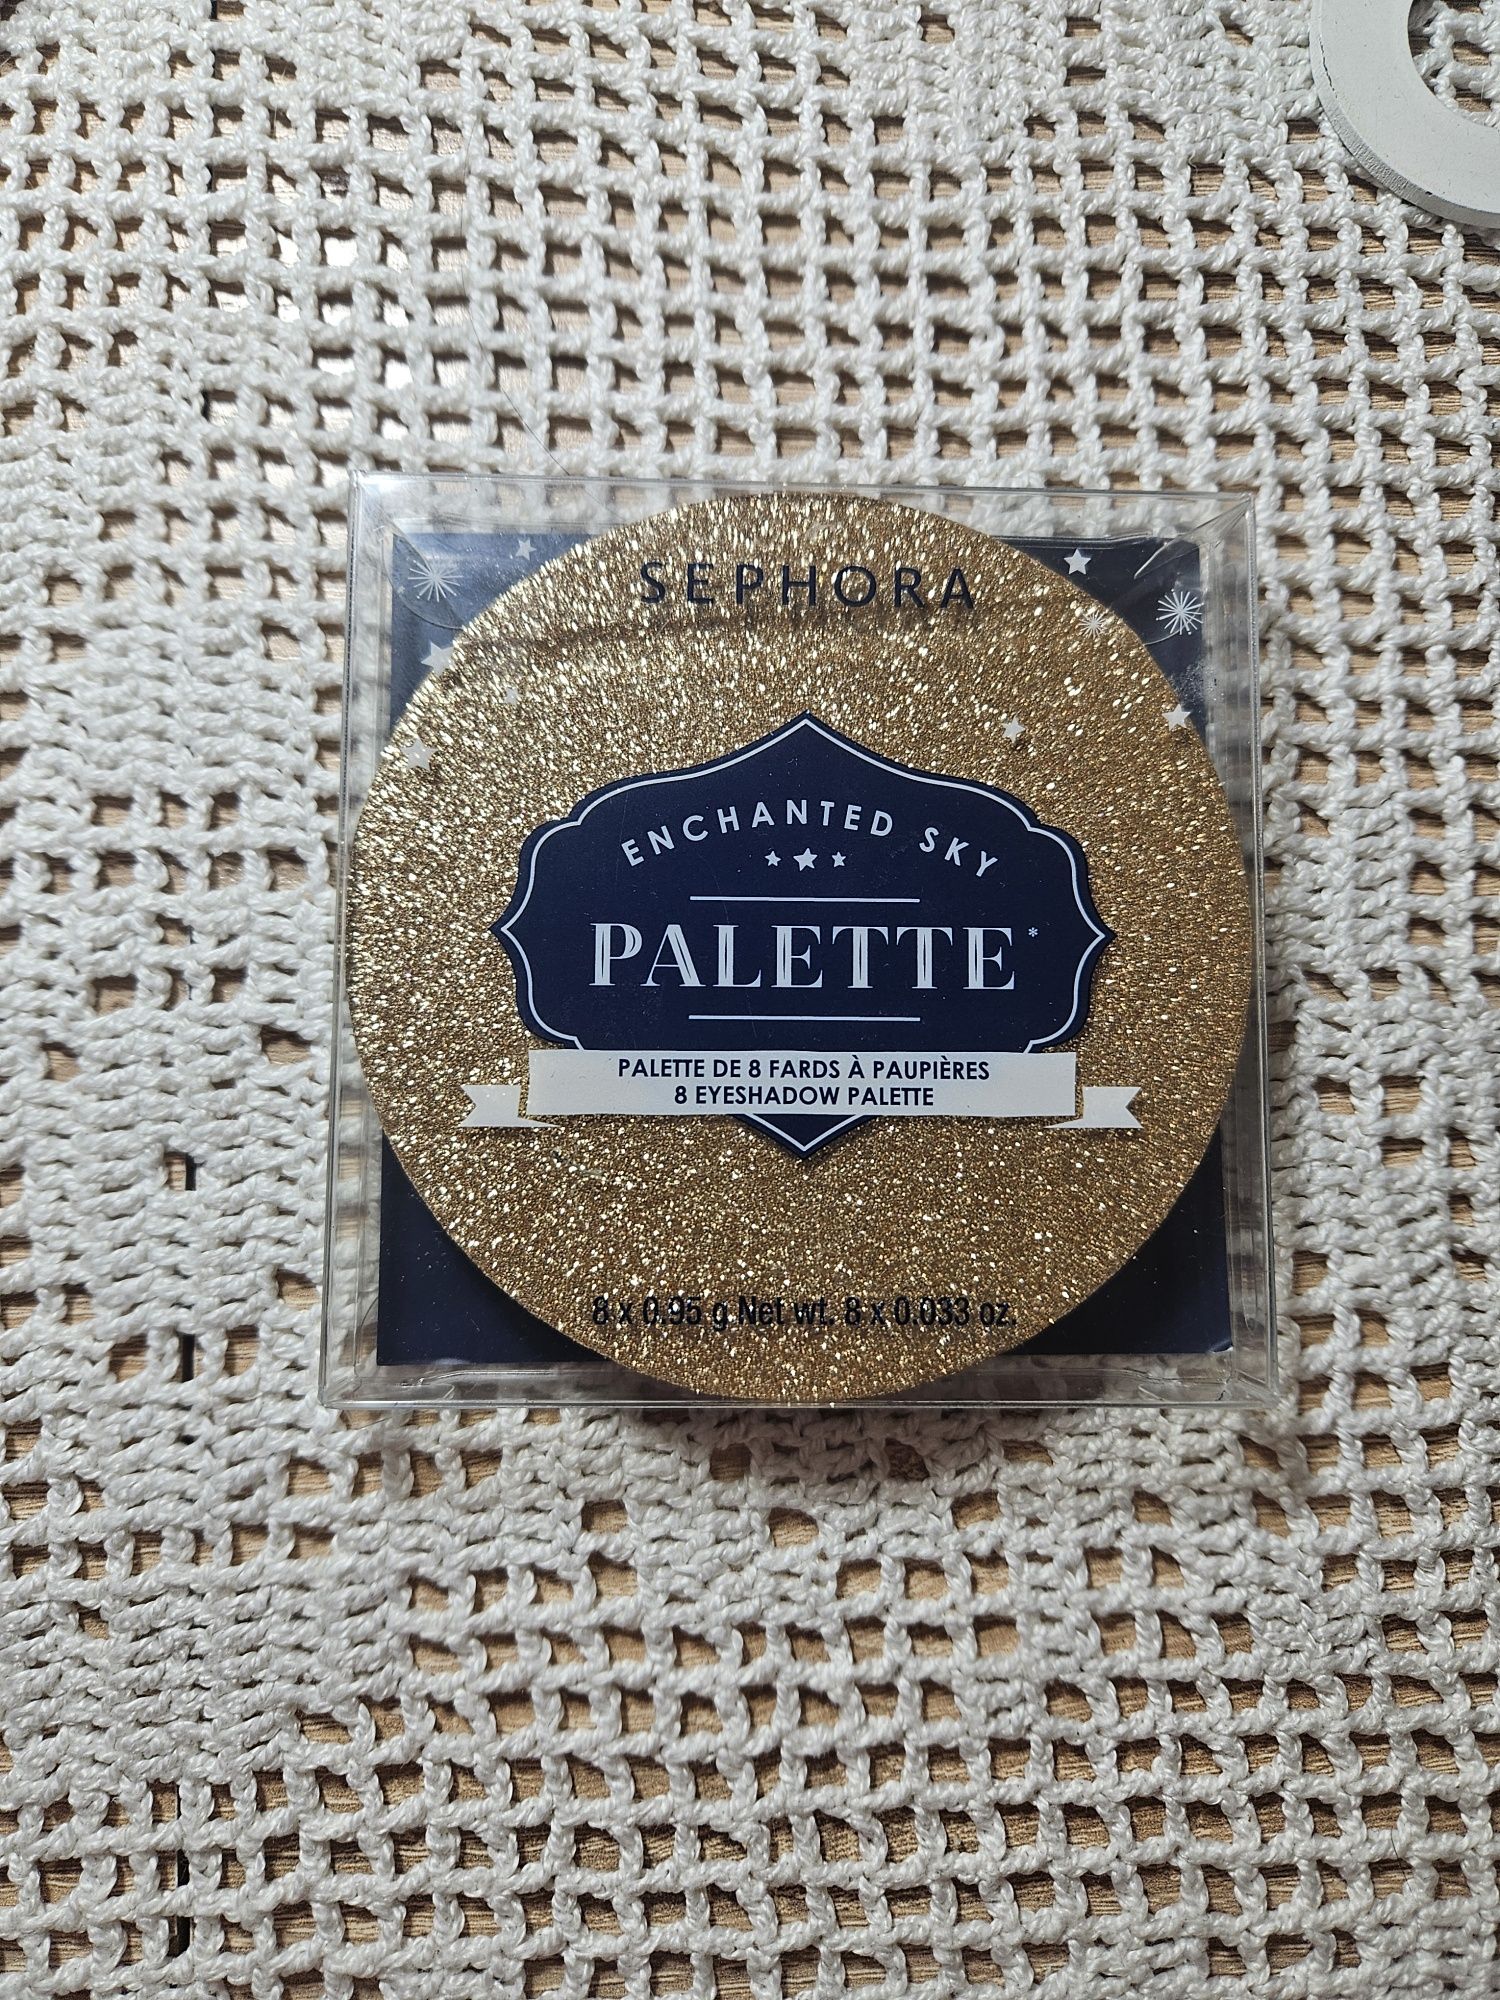 SEPHORA
ENCHANTED SKY
PALETTE*
PALETTE DE 8 FARDS À PAUPIÈRES
8 EYESHADOW PALETTE
8 x 0.95 g Net wt. 8 x 0.033 oz.